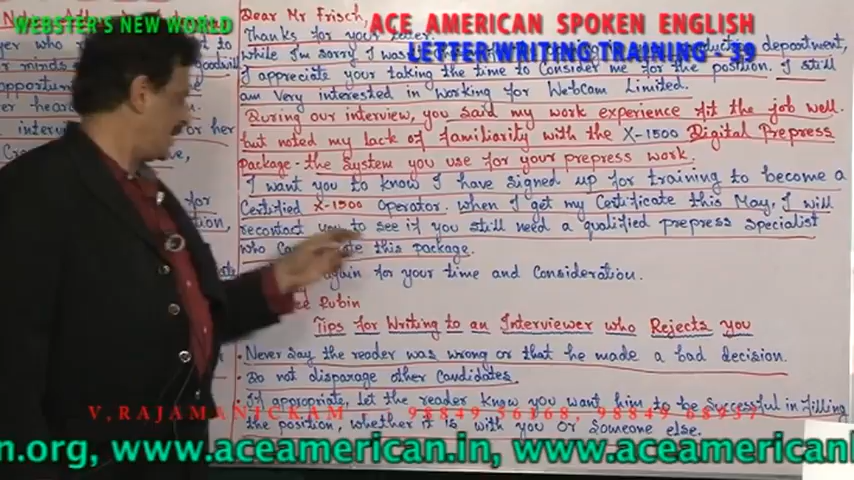 WEBSTER'S NEW WORLD
ACE AMERICAN SPOKEN ENGLISH
LETTER WRITING TRAINING - 39
Dear Mr Frisch,
Thanks for your letter.
while I'm sorry I was department,
I appreciate your taking the time to Consider me for the position. I still
am very interested in working for Webcam Limited.
During our interview, you said my work experience fit the job well.
but noted my lack of familiarity with the X-1500 Digital Prepress
package - the system you use for your prepress work.
I want you to know I have signed up for training to become a
Certified X-1500 Operator. when I get my Certificate this May, I will
recontact you to see if you still need a qualified prepress specialist
who this package.
again for your time and consideration.
Rubin
Tips for Writing to an Interviewer who Rejects you
• Never say the reader was wrong or that he made a bad decision.
• Do not disparage other candidates.
• If appropriate, let the reader know you want him to be successful in filling
the position, whether it is with you or someone else.
V,RAJAMANICKAM 98849 56168, 98849 68937
n.org, www.aceamerican.in, www.aceamerican